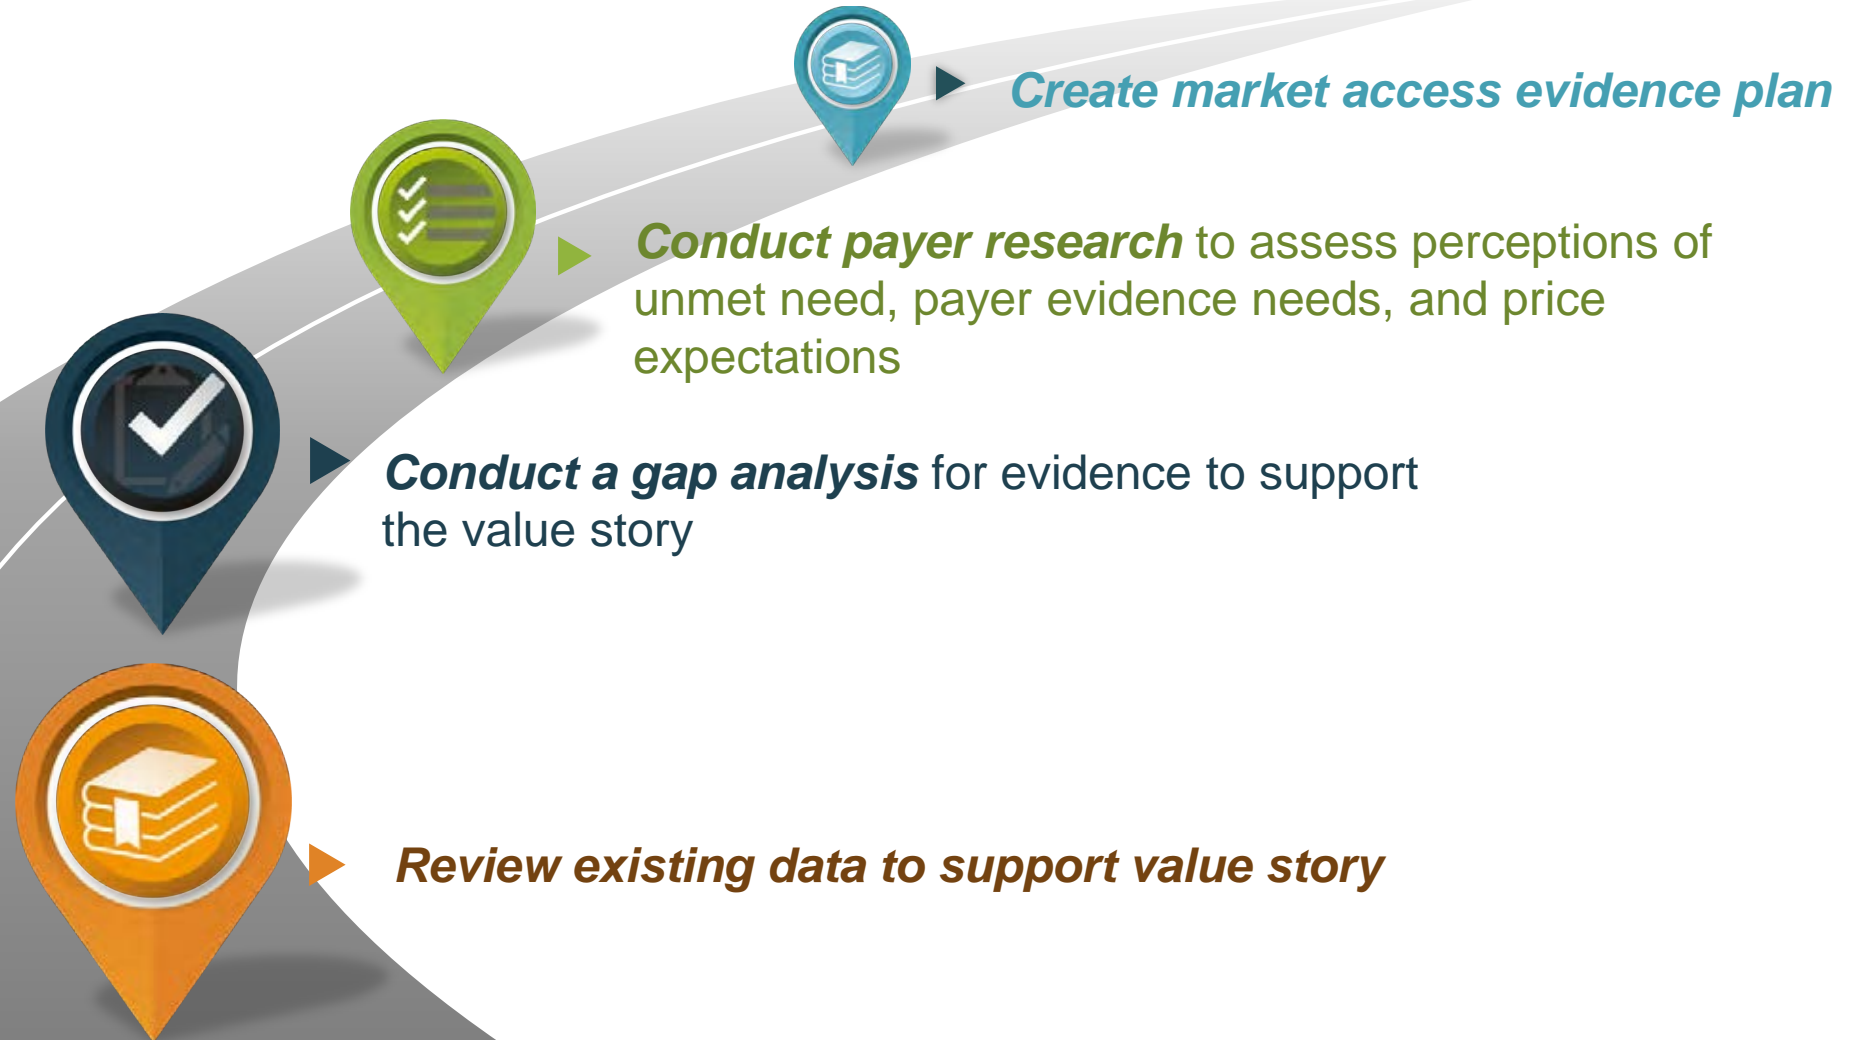 Create market access evidence plan
Conduct payer research to assess perceptions of
unmet need, payer evidence needs, and price
expectations
Conduct a gap analysis for evidence to support
the value story
Review existing data to support value story